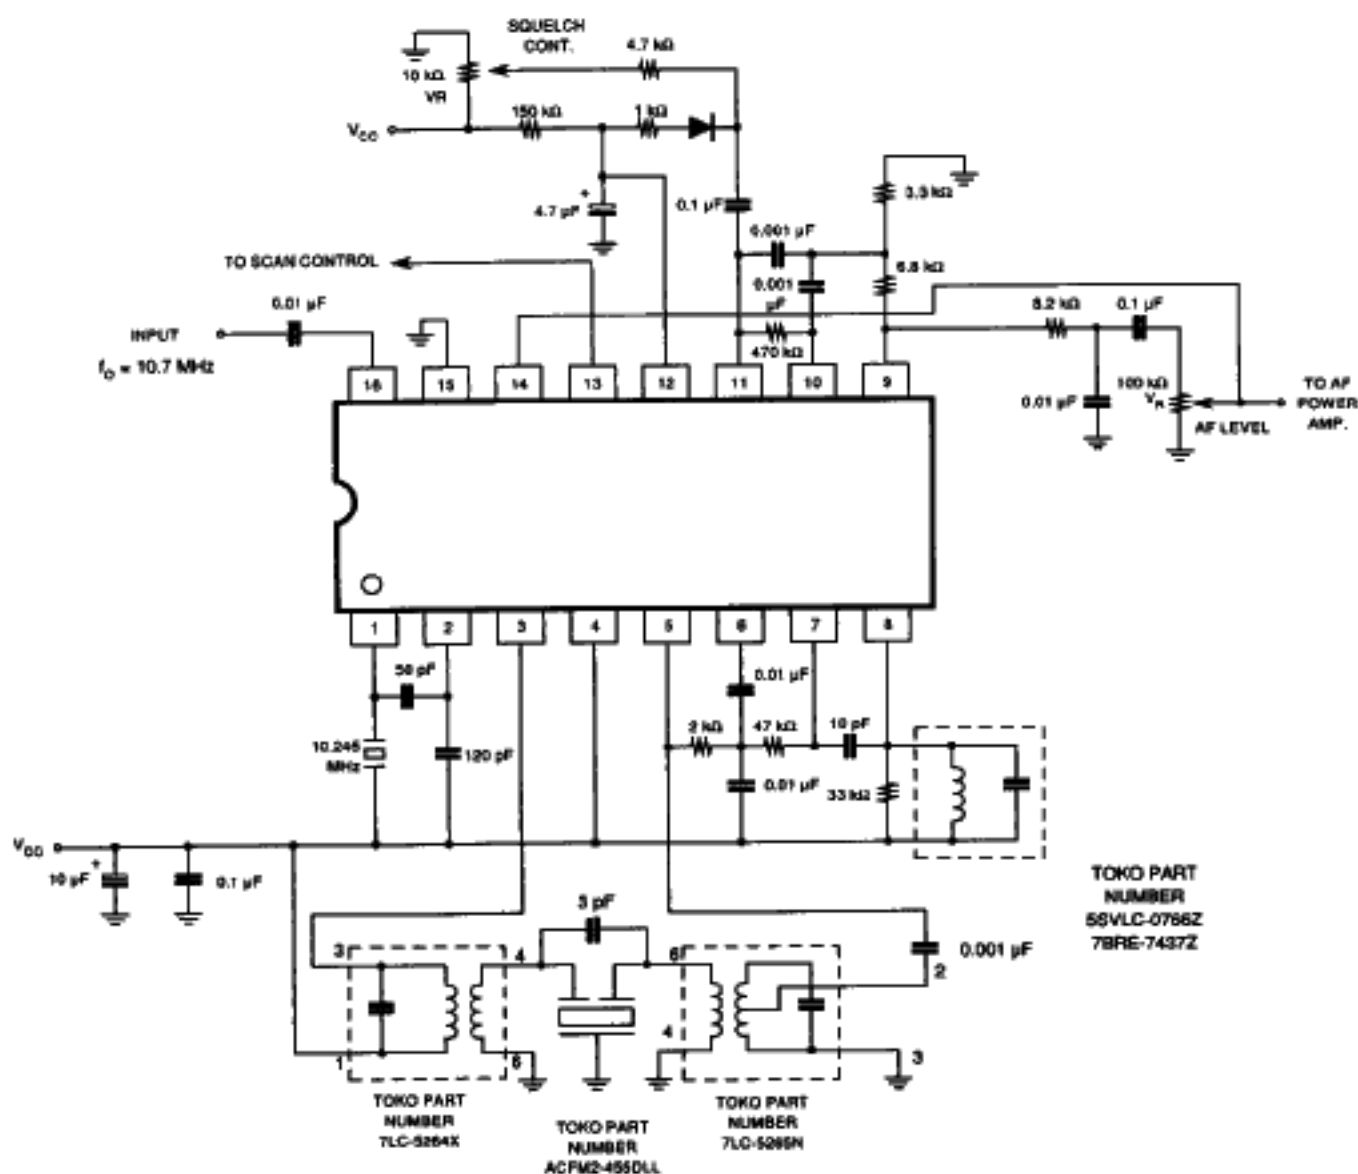 SQUELCH
CONT.
4.7 kΩ
10 kΩ
VR
150 kΩ
1 kΩ
VCC
4.7 µF
0.1 µF
3.3 kΩ
0.001 µF
TO SCAN CONTROL
0.001
µF
6.8 kΩ
0.01 µF
8.2 kΩ
0.1 µF
INPUT
fO = 10.7 MHz
470 kΩ
16
15
14
13
12
11
10
9
0.01 µF
100 kΩ
VR
AF LEVEL
TO AF
POWER
AMP.
1
2
3
4
5
6
7
8
0.01 µF
2 kΩ
47 kΩ
10 pF
10.245
MHz
120 pF
0.01 µF
33 kΩ
10 µF
0.1 µF
3 pF
TOKO PART
NUMBER
5SVLC-0766Z
7BRE-7437Z
3
4
6
0.001 µF
2
4
1
6
3
TOKO PART
NUMBER
7LC-5264X
TOKO PART
NUMBER
ACFM2-455DLL
TOKO PART
NUMBER
7LC-5265N